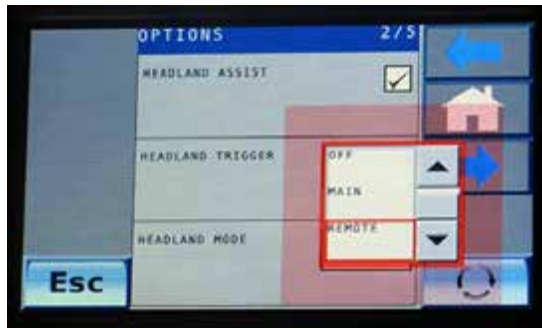 OPTIONS 2/5
HEADLAND ASSIST
HEADLAND TRIGGER
OFF
MAIN
HEADLAND MODE
REMOTE
Esc